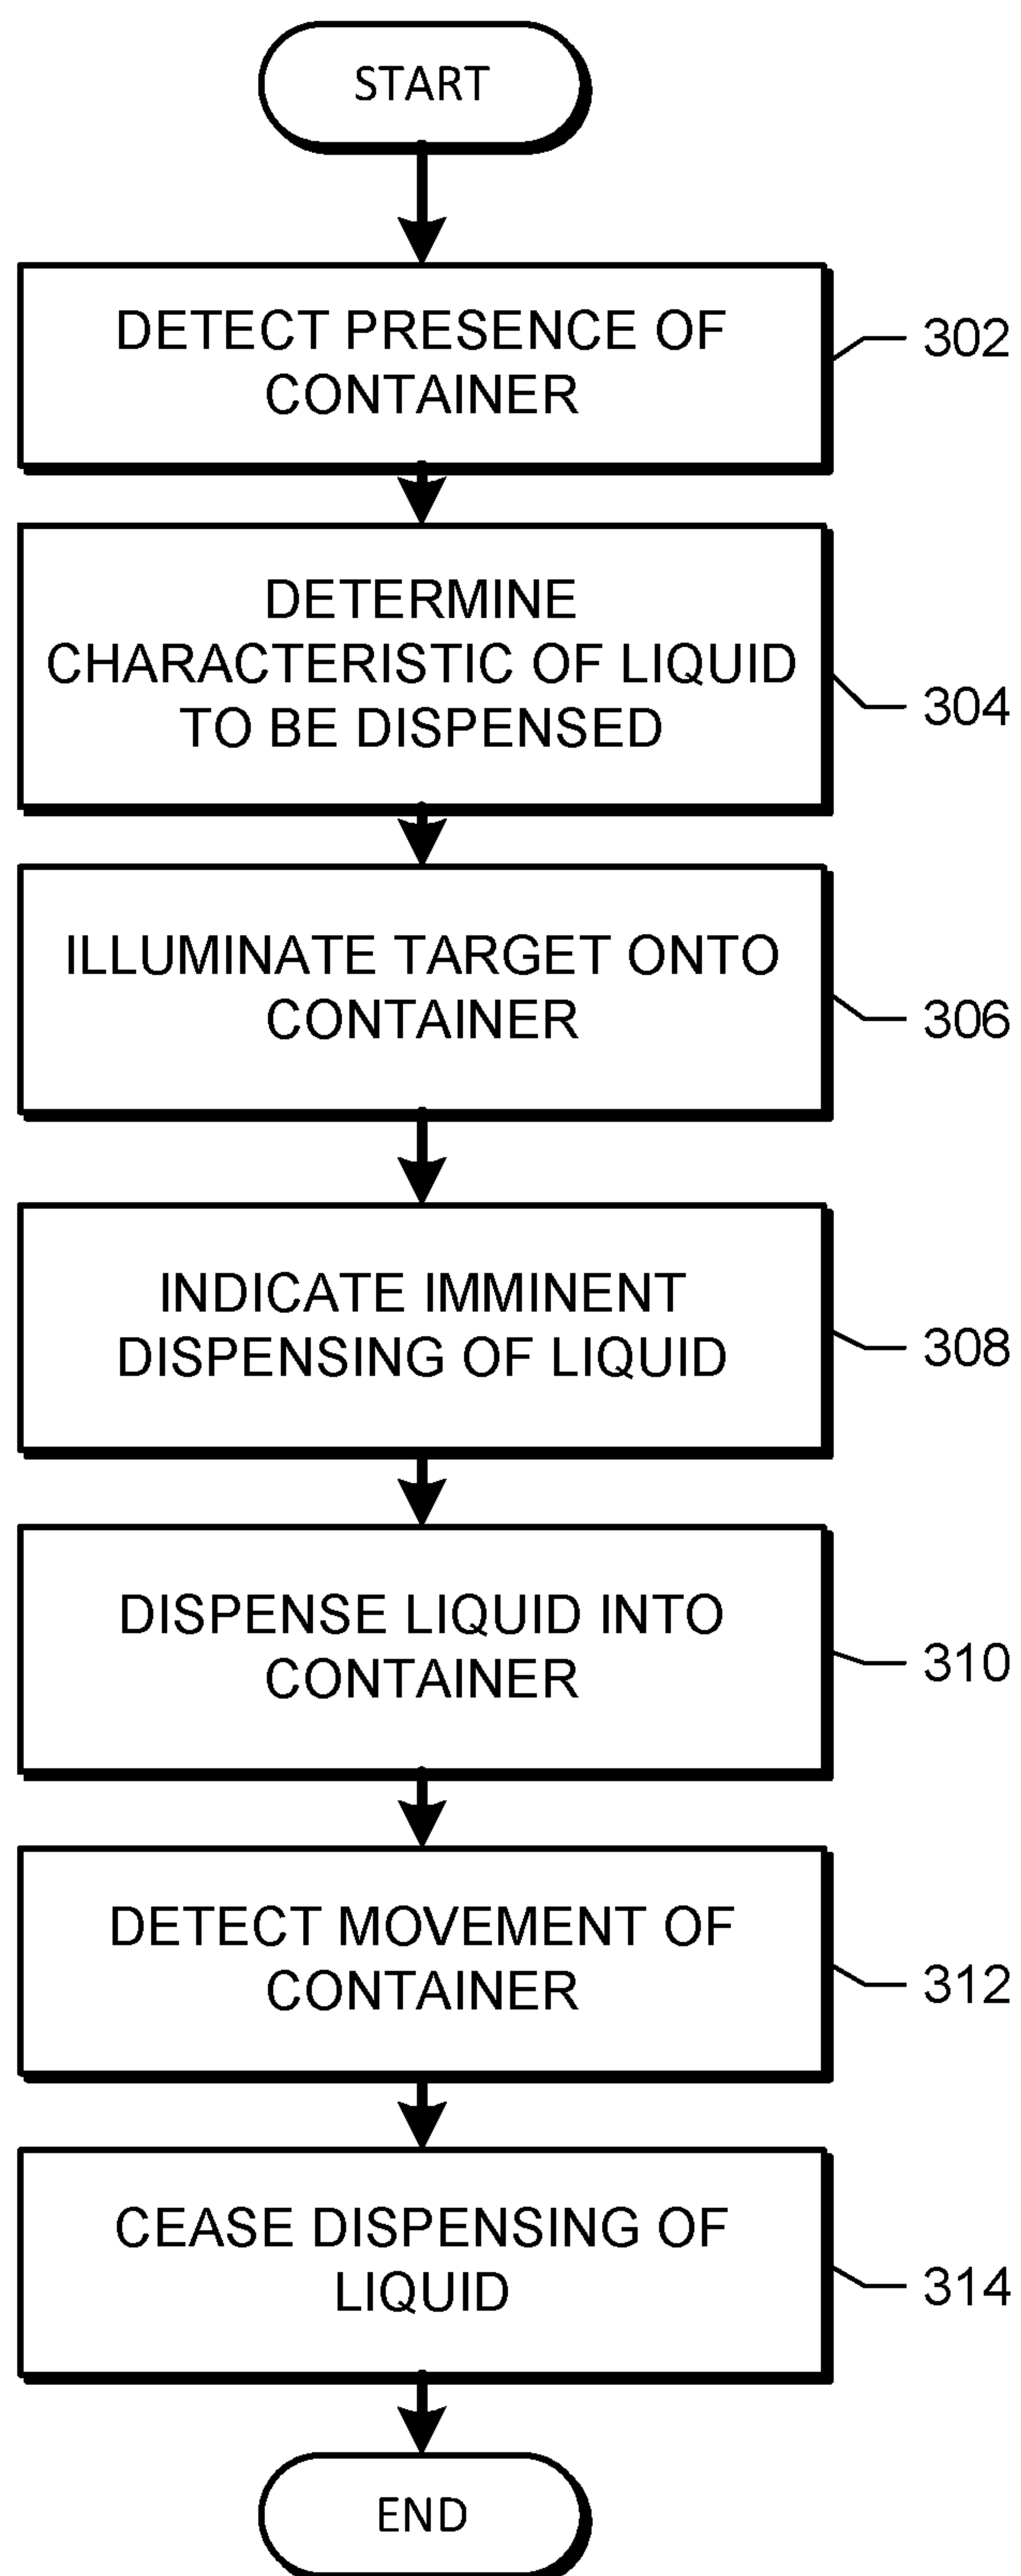 START
DETECT PRESENCE OF
CONTAINER
302
DETERMINE
CHARACTERISTIC OF LIQUID
TO BE DISPENSED
304
ILLUMINATE TARGET ONTO
CONTAINER
306
INDICATE IMMINENT
DISPENSING OF LIQUID
308
DISPENSE LIQUID INTO
CONTAINER
310
DETECT MOVEMENT OF
CONTAINER
312
CEASE DISPENSING OF
LIQUID
314
END